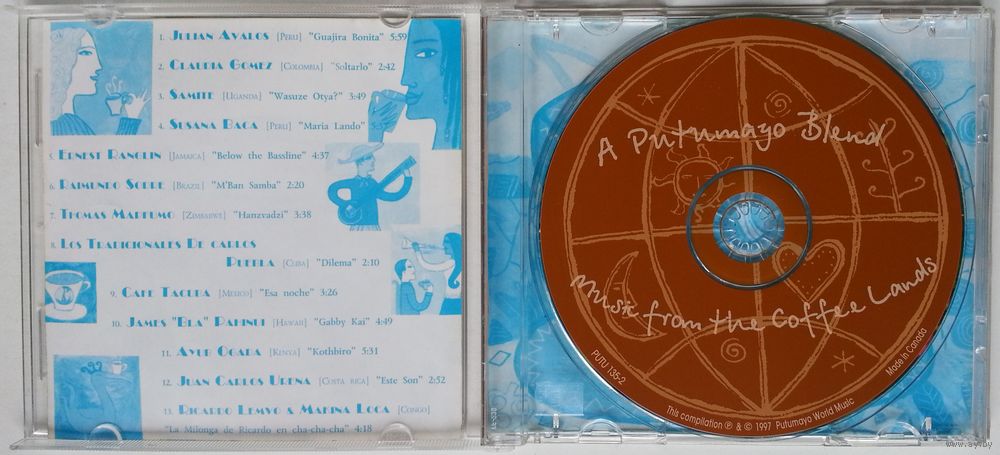 1. Julian Avalos [Peru] "Guajira Bonita" 5:59
2. Claudia Gomez [Colombia] "Soltarlo" 2:42
3. Samite [Uganda] "Wasuze Otya?" 3:49
4. Susana Baca [Peru] "Maria Lando"
5. Ernest Ranglin [Jamaica] "Below the Bassline" 4:37
6. Raimundo Sodre [Brazil] "M'Ban Samba" 2:20
7. Thomas Mapfumo [Zimbabwe] "Hanzvadzi" 3:38
8. Los Tradicionales De Carlos
Puebla [Cuba] "Dilema" 2:10
9. Cafe Tacuba [Mexico] "Esa noche" 3:26
10. James "Bla" Pahinui [Hawaii] "Gabby Kai" 4:49
11. Ayub Ogada [Kenya] "Kothbiro" 5:31
12. Juan Carlos Ureña [Costa Rica] "Este Son" 2:52
13. Ricardo Lemvo & Makina Loca [Congo]
"La Milonga de Ricardo en cha-cha-cha" 4:18
A Putumayo Blend
Music from the Coffee Lands
PUTU 135-2
This compilation ℗ & © 1997 Putumayo World Music
Made in Canada
www.ay.by